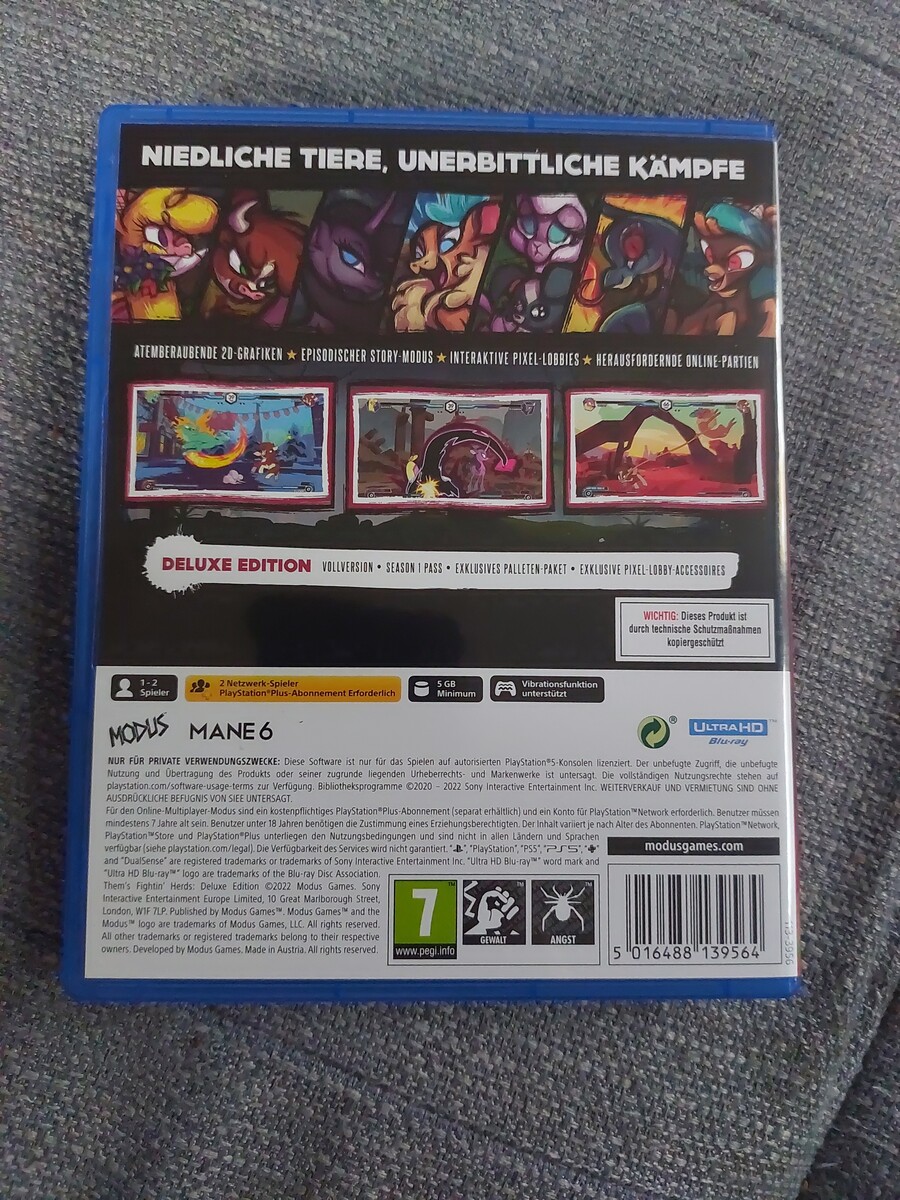 NIEDLICHE TIERE, UNERBITTLICHE KÄMPFE
ATEMBERAUBENDE 2D-GRAFIKEN ★ EPISODISCHER STORY-MODUS ★ INTERAKTIVE PIXEL-LOBBIES ★ HERAUSFORDERNDE ONLINE-PARTIEN
DELUXE EDITION VOLLVERSION • SEASON 1 PASS • EXKLUSIVES PALLETEN-PAKET • EXKLUSIVE PIXEL-LOBBY-ACCESSOIRES
WICHTIG: Dieses Produkt ist
durch technische Schutzmaßnahmen
kopiergeschützt
1 - 2
Spieler
2 Netzwerk-Spieler
PlayStation®Plus-Abonnement Erforderlich
5 GB
Minimum
Vibrationsfunktion
unterstützt
MODUS™ MANE6
® ULTRA HD™
Blu-ray
NUR FÜR PRIVATE VERWENDUNGSZWECKE: Diese Software ist nur für das Spielen auf autorisierten PlayStation®5-Konsolen lizenziert. Der unbefugte Zugriff, die unbefugte
Nutzung und Übertragung des Produkts oder seiner zugrunde liegenden Urheberrechts- und Markenwerke ist untersagt. Die vollständigen Nutzungsrechte stehen auf
playstation.com/software-usage-terms zur Verfügung. Bibliotheksprogramme ©2020 - 2022 Sony Interactive Entertainment Inc. WEITERVERKAUF UND VERMIETUNG SIND OHNE
AUSDRÜCKLICHE BEFUGNIS VON SIEE UNTERSAGT.
Für den Online-Multiplayer-Modus sind ein kostenpflichtiges PlayStation®Plus-Abonnement (separat erhältlich) und ein Konto für PlayStation™Network erforderlich. Benutzer müssen
mindestens 7 Jahre alt sein. Benutzer unter 18 Jahren benötigen die Zustimmung eines Erziehungsberechtigten. Der Inhalt variiert je nach Alter des Abonnenten. PlayStation™Network,
PlayStation™Store und PlayStation®Plus unterliegen den Nutzungsbedingungen und sind nicht in allen Ländern und Sprachen
verfügbar (siehe playstation.com/legal). Die Verfügbarkeit des Services wird nicht garantiert. "PlayStation", "PS5", "PS5"
and "DualSense" are registered trademarks or trademarks of Sony Interactive Entertainment Inc. "Ultra HD Blu-ray™" word mark and
"Ultra HD Blu-ray™" logo are trademarks of the Blu-ray Disc Association.
Them's Fightin' Herds: Deluxe Edition ©2022 Modus Games. Sony
Interactive Entertainment Europe Limited, 10 Great Marlborough Street,
London, W1F 7LP. Published by Modus Games™. Modus Games™ and the
Modus™ logo are trademarks of Modus Games, LLC. All rights reserved.
All other trademarks or registered trademarks belong to their respective
owners. Developed by Modus Games. Made in Austria. All rights reserved.
modusgames.com
7™
www.pegi.info
GEWALT
ANGST
5 016488 139564